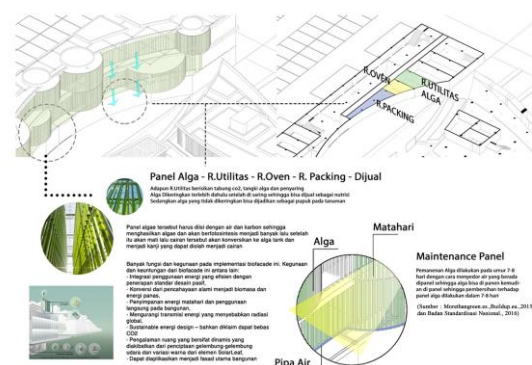 R.OVEN
R.UTILITAS
ALGA
R.PACKING
Panel Alga - R.Utilitas - R.Oven - R. Packing - Dijual
Adapun R.Utilitas berisikan tabung co2, tangki alga dan penyaring
Alga Dikeringkan terlebih dahulu setelah di saring sehingga bisa dijual sebagai nutrisi
Sedangkan alga yang tidak dikeringkan bisa dijadikan sebagai pupuk pada tanaman
Panel algae tersebut harus diisi dengan air dan karbon sehingga
menghasilkan algae dan akan berfotosintesis menjadi banyak lalu setelah
itu akan mati lalu cairan tersebut akan konversikan ke alga tank dan
menjadi kanji yang dapat diolah menjadi cairan
Banyak fungsi dan kegunaan pada implementasi biofacade ini. Kegunaan
dan keuntungan dari biofacade ini antara lain:
- Integrasi penggunaan energi yang efisien dengan
penerapan standar desain pasif,
- Konversi dari pencahayaan alami menjadi biomasa dan
energi panas,
- Penyimpanan energi matahari dan penggunaan
langsung pada bangunan,
- Mengurangi transmisi energi yang menyebabkan radiasi
global,
- Sustainable energy design – bahkan diklaim dapat bebas
CO2
- Pengalaman ruang yang bersifat dinamis yang
diakibatkan dari penciptaan gelembung-gelembung
udara dan variasi warna dari elemen SolarLeaf,
- Dapat diaplikasikan menjadi fasad utama bangunan
Alga
Matahari
Pipa Air
Maintenance Panel
Pemanenan Alga dilakukan pada umur 7-8
hari dengan cara menyedot air yang berada
dipanel sehingga alga bisa di panen kemudi-
an di panel sehingga pembersihan terhadap
panel alga dilakukan dalam 7-8 hari